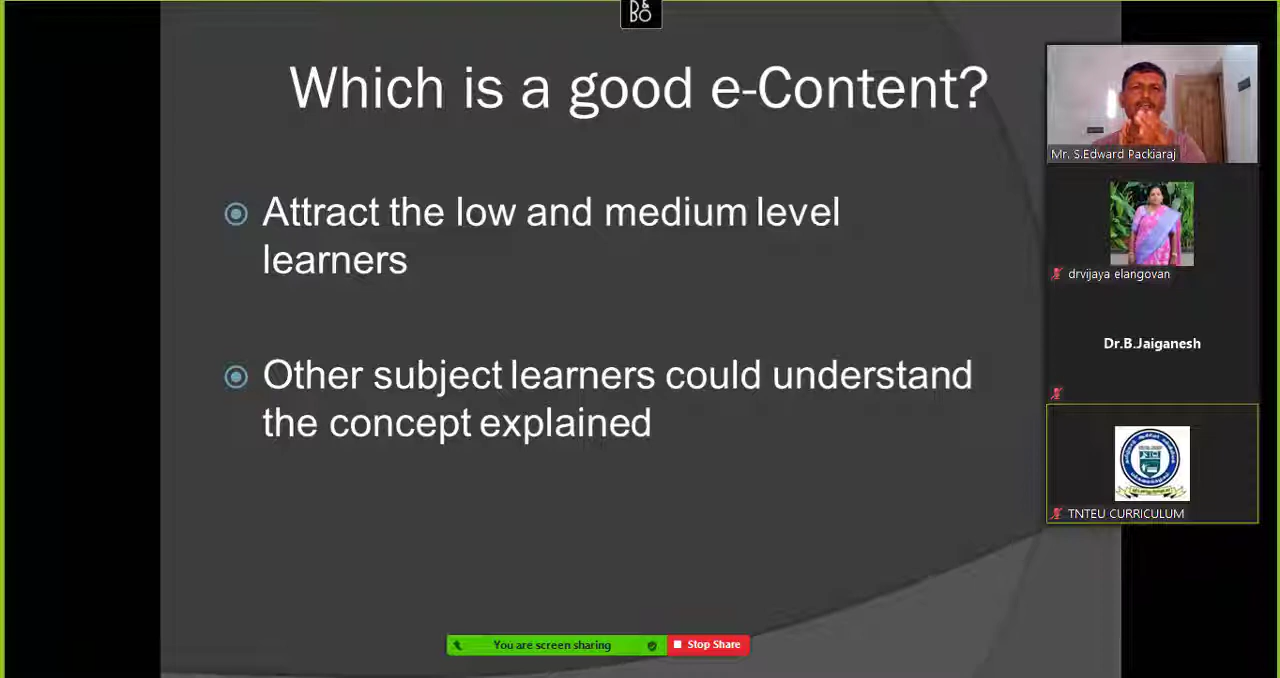 D&
BO
Which is a good e-Content?
Attract the low and medium level
learners
Other subject learners could understand
the concept explained
Mr. S.Edward Packiaraj
drvijaya elangovan
Dr.B.Jaiganesh
TNTEU CURRICULUM
You are screen sharing
Stop Share